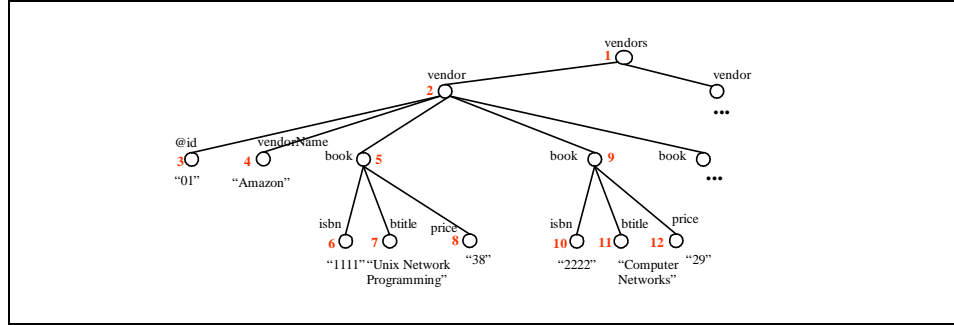 vendors
1
vendor
vendor
2
•••
@id
vendorName
3
4
book
5
book
9
book
"01"
"Amazon"
•••
isbn
btitle
price
isbn
btitle
price
6
7
8
10
11
12
"1111"
"Unix Network
Programming"
"38"
"2222"
"Computer
Networks"
"29"